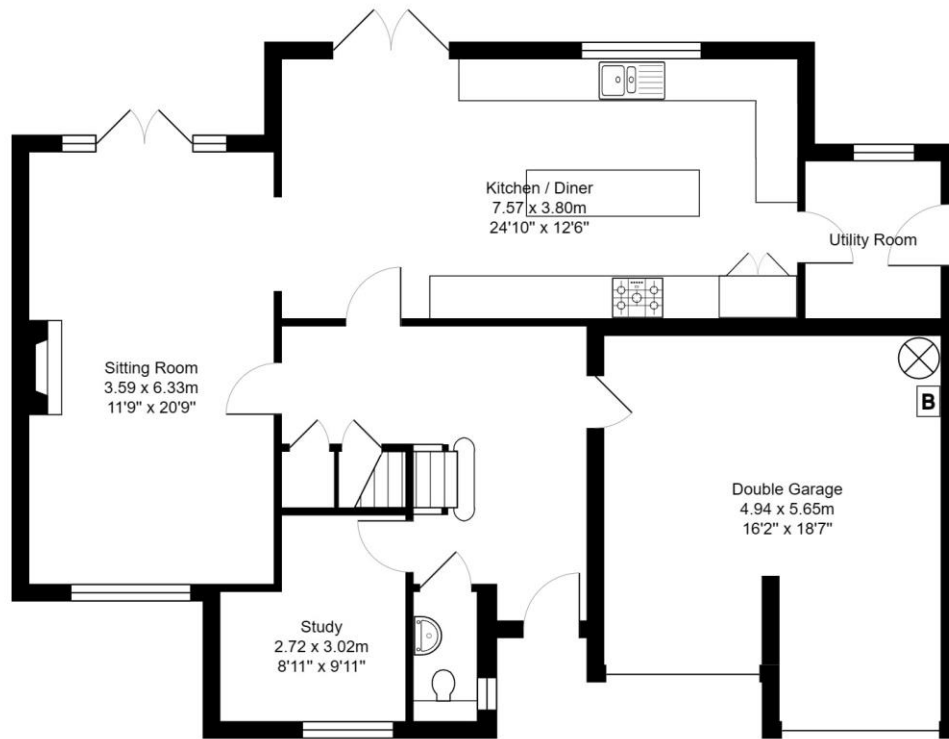 Kitchen / Diner
7.57 x 3.80m
24'10" x 12'6"
Utility Room
Sitting Room
3.59 x 6.33m
11'9" x 20'9"
B
Double Garage
4.94 x 5.65m
16'2" x 18'7"
Study
2.72 x 3.02m
8'11" x 9'11"